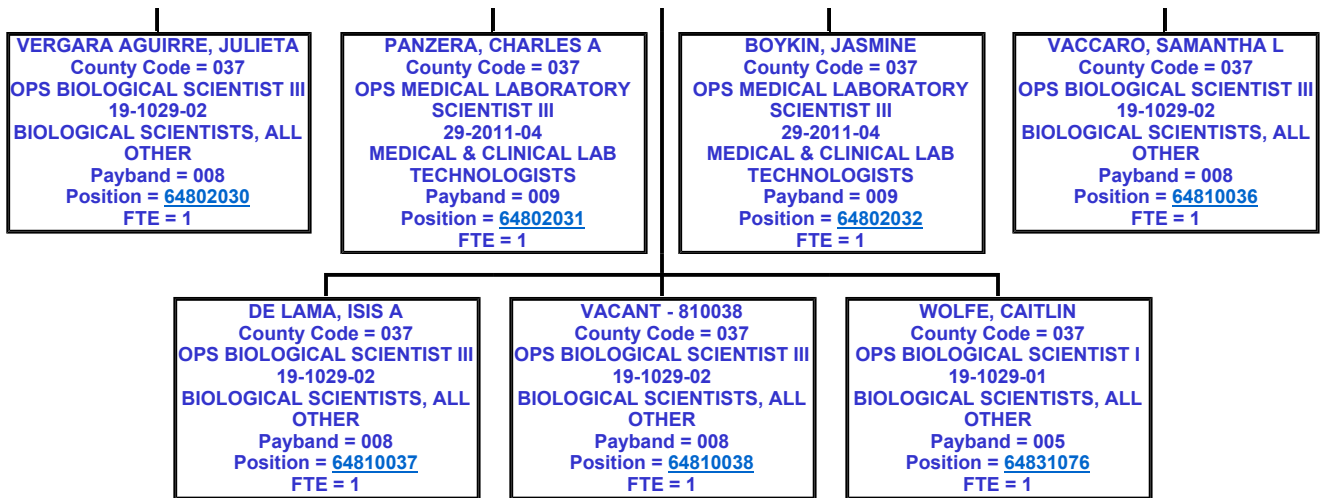 VERGARA AGUIRRE, JULIETA
County Code = 037
OPS BIOLOGICAL SCIENTIST III
19-1029-02
BIOLOGICAL SCIENTISTS, ALL
OTHER
Payband = 008
Position = 64802030
FTE = 1
PANZERA, CHARLES A
County Code = 037
OPS MEDICAL LABORATORY
SCIENTIST III
29-2011-04
MEDICAL & CLINICAL LAB
TECHNOLOGISTS
Payband = 009
Position = 64802031
FTE = 1
BOYKIN, JASMINE
County Code = 037
OPS MEDICAL LABORATORY
SCIENTIST III
29-2011-04
MEDICAL & CLINICAL LAB
TECHNOLOGISTS
Payband = 009
Position = 64802032
FTE = 1
VACCARO, SAMANTHA L
County Code = 037
OPS BIOLOGICAL SCIENTIST III
19-1029-02
BIOLOGICAL SCIENTISTS, ALL
OTHER
Payband = 008
Position = 64810036
FTE = 1
DE LAMA, ISIS A
County Code = 037
OPS BIOLOGICAL SCIENTIST III
19-1029-02
BIOLOGICAL SCIENTISTS, ALL
OTHER
Payband = 008
Position = 64810037
FTE = 1
VACANT - 810038
County Code = 037
OPS BIOLOGICAL SCIENTIST III
19-1029-02
BIOLOGICAL SCIENTISTS, ALL
OTHER
Payband = 008
Position = 64810038
FTE = 1
WOLFE, CAITLIN
County Code = 037
OPS BIOLOGICAL SCIENTIST I
19-1029-01
BIOLOGICAL SCIENTISTS, ALL
OTHER
Payband = 005
Position = 64831076
FTE = 1